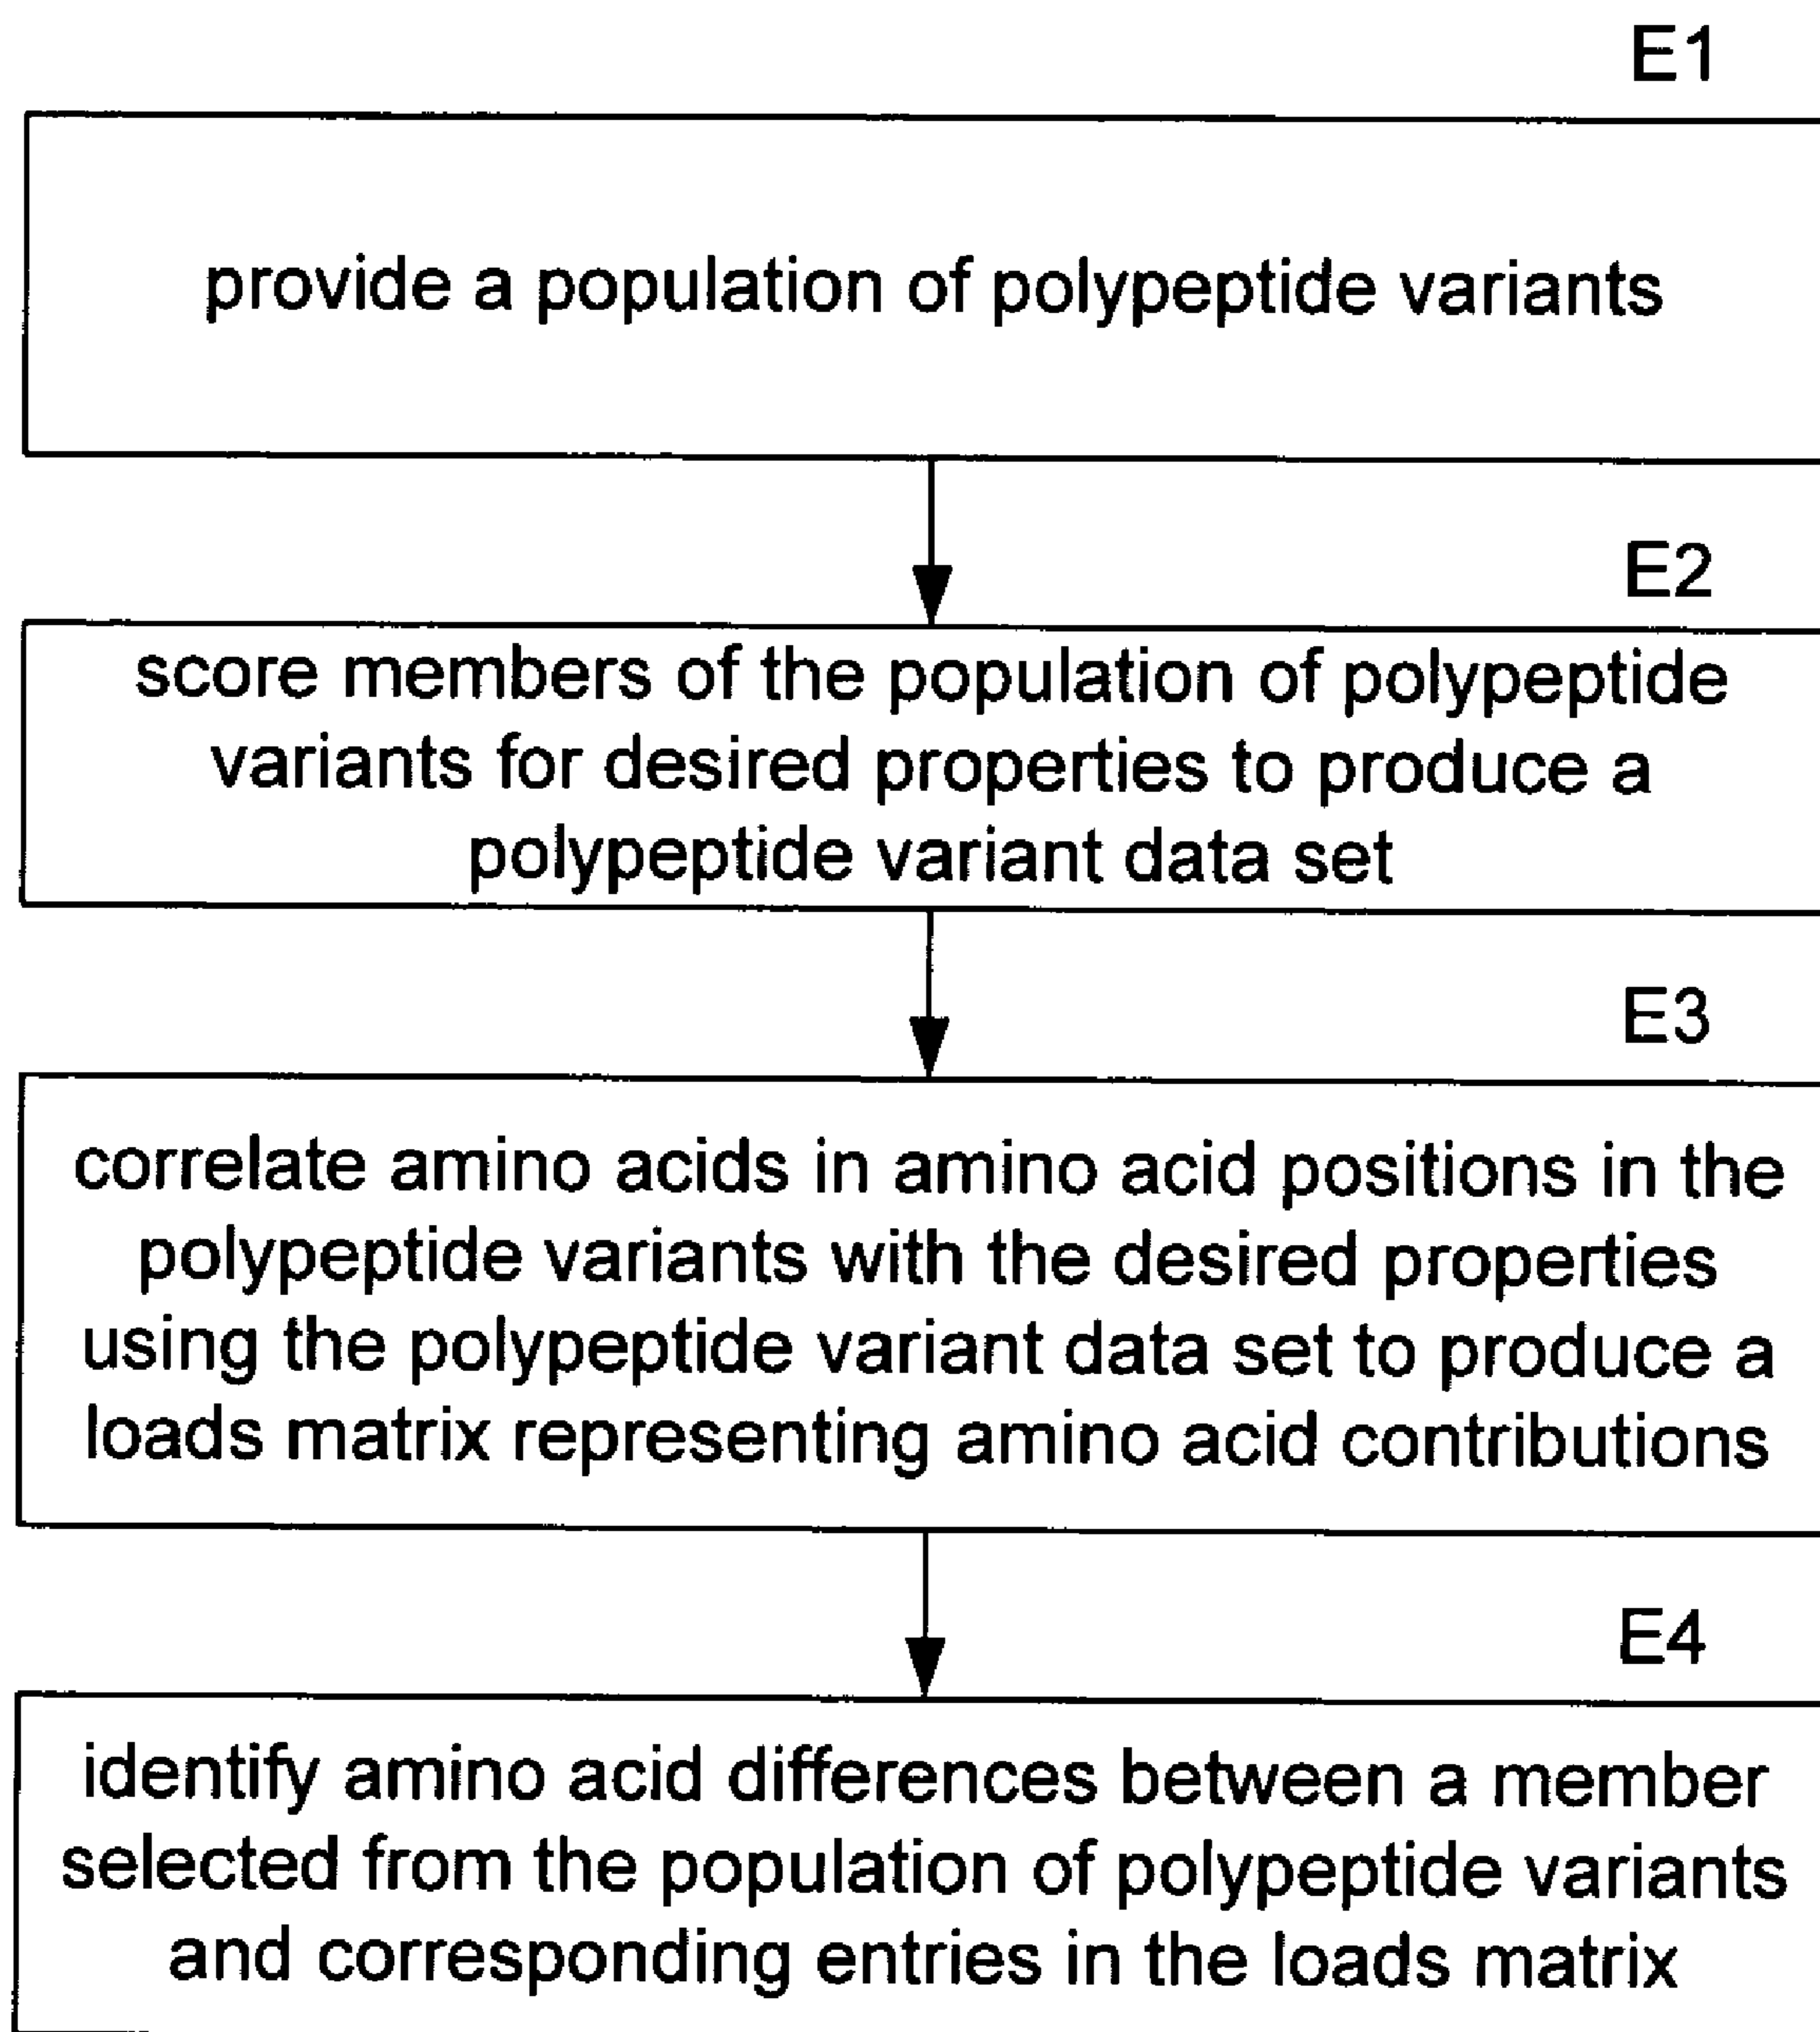 E1
provide a population of polypeptide variants
E2
score members of the population of polypeptide
variants for desired properties to produce a
polypeptide variant data set
E3
correlate amino acids in amino acid positions in the
polypeptide variants with the desired properties
using the polypeptide variant data set to produce a
loads matrix representing amino acid contributions
E4
identify amino acid differences between a member
selected from the population of polypeptide variants
and corresponding entries in the loads matrix